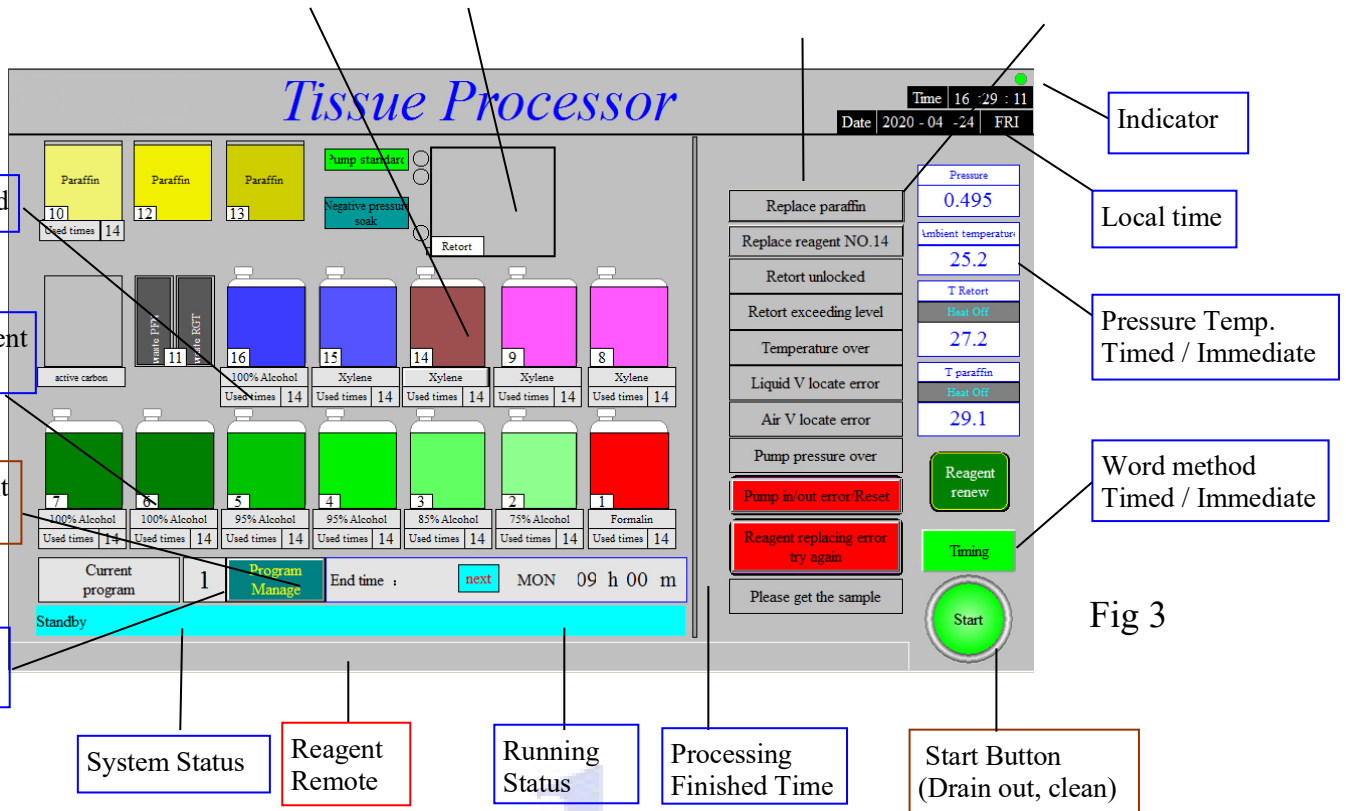 Tissue Processor
Time 16 : 29 : 11
Date 2020 - 04 -24 FRI
Indicator
Local time
Pressure Temp.
Timed / Immediate
Word method
Timed / Immediate
Fig 3
Paraffin
10
Used times 14
Paraffin
12
Paraffin
13
Pump standard
Negative pressure
soak
Retort
active carbon
waste PFN
11
waste RGT
16
100% Alcohol
Used times 14
15
Xylene
Used times 14
14
Xylene
Used times 14
9
Xylene
Used times 14
8
Xylene
Used times 14
7
100% Alcohol
Used times 14
6
100% Alcohol
Used times 14
5
95% Alcohol
Used times 14
4
95% Alcohol
Used times 14
3
85% Alcohol
Used times 14
2
75% Alcohol
Used times 14
1
Formalin
Used times 14
Current
program
1
Program
Manage
End time :
next
MON
09 h 00 m
Standby
Replace paraffin
Replace reagent NO.14
Retort unlocked
Retort exceeding level
Temperature over
Liquid V locate error
Air V locate error
Pump pressure over
Pump in/out error/Reset
Reagent replacing error
try again
Please get the sample
Pressure
0.495
Ambient temperature
25.2
T Retort
Heat Off
27.2
T paraffin
Heat Off
29.1
Reagent
renew
Timing
Start
System Status
Reagent
Remote
Running
Status
Processing
Finished Time
Start Button
(Drain out, clean)